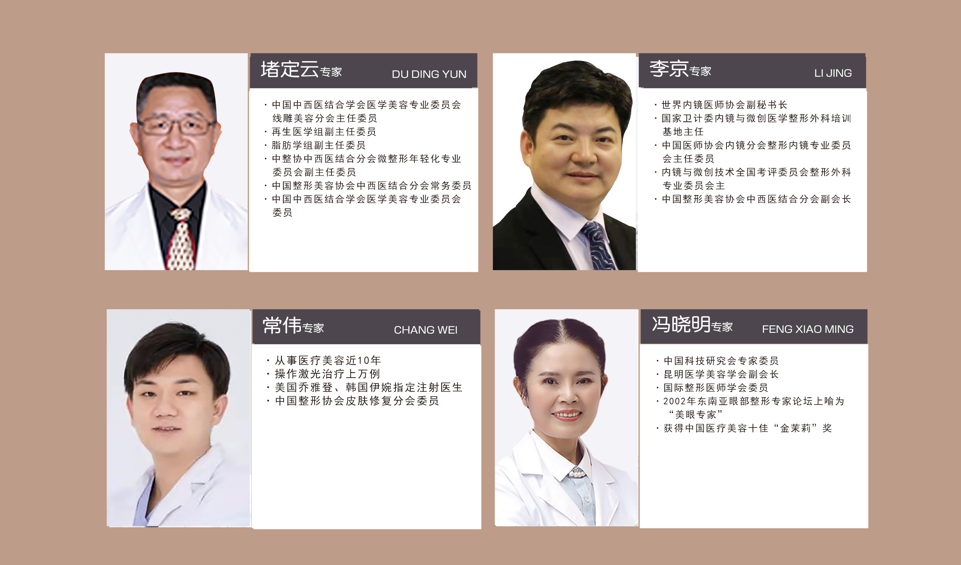 堵定云专家 DU DING YUN
·中国中西医结合学会医学美容专业委员会
线雕美容分会主任委员
·再生医学组副主任委员
·脂肪学组副主任委员
·中整协中西医结合分会微整形年轻化专业
委员会副主任委员
·中国整形美容协会中西医结合分会常务委员
·中国中西医结合学会医学美容专业委员会
委员
李京专家 LI JING
·世界内镜医师协会副秘书长
·国家卫计委内镜与微创医学整形外科培训
基地主任
·中国医师协会内镜分会整形内镜专业委员
会主任委员
·内镜与微创技术全国考评委员会整形外科
专业委员会主
·中国整形美容协会中西医结合分会副会长
常伟专家 CHANG WEI
·从事医疗美容近10年
·操作激光治疗上万例
·美国乔雅登、韩国伊婉指定注射医生
·中国整形协会皮肤修复分会委员
冯晓明专家 FENG XIAO MING
·中国科技研究会专家委员
·昆明医学美容学会副会长
·国际整形医师学会委员
·2002年东南亚眼部整形专家论坛上喻为
“美眼专家”
·获得中国医疗美容十佳“金茉莉”奖